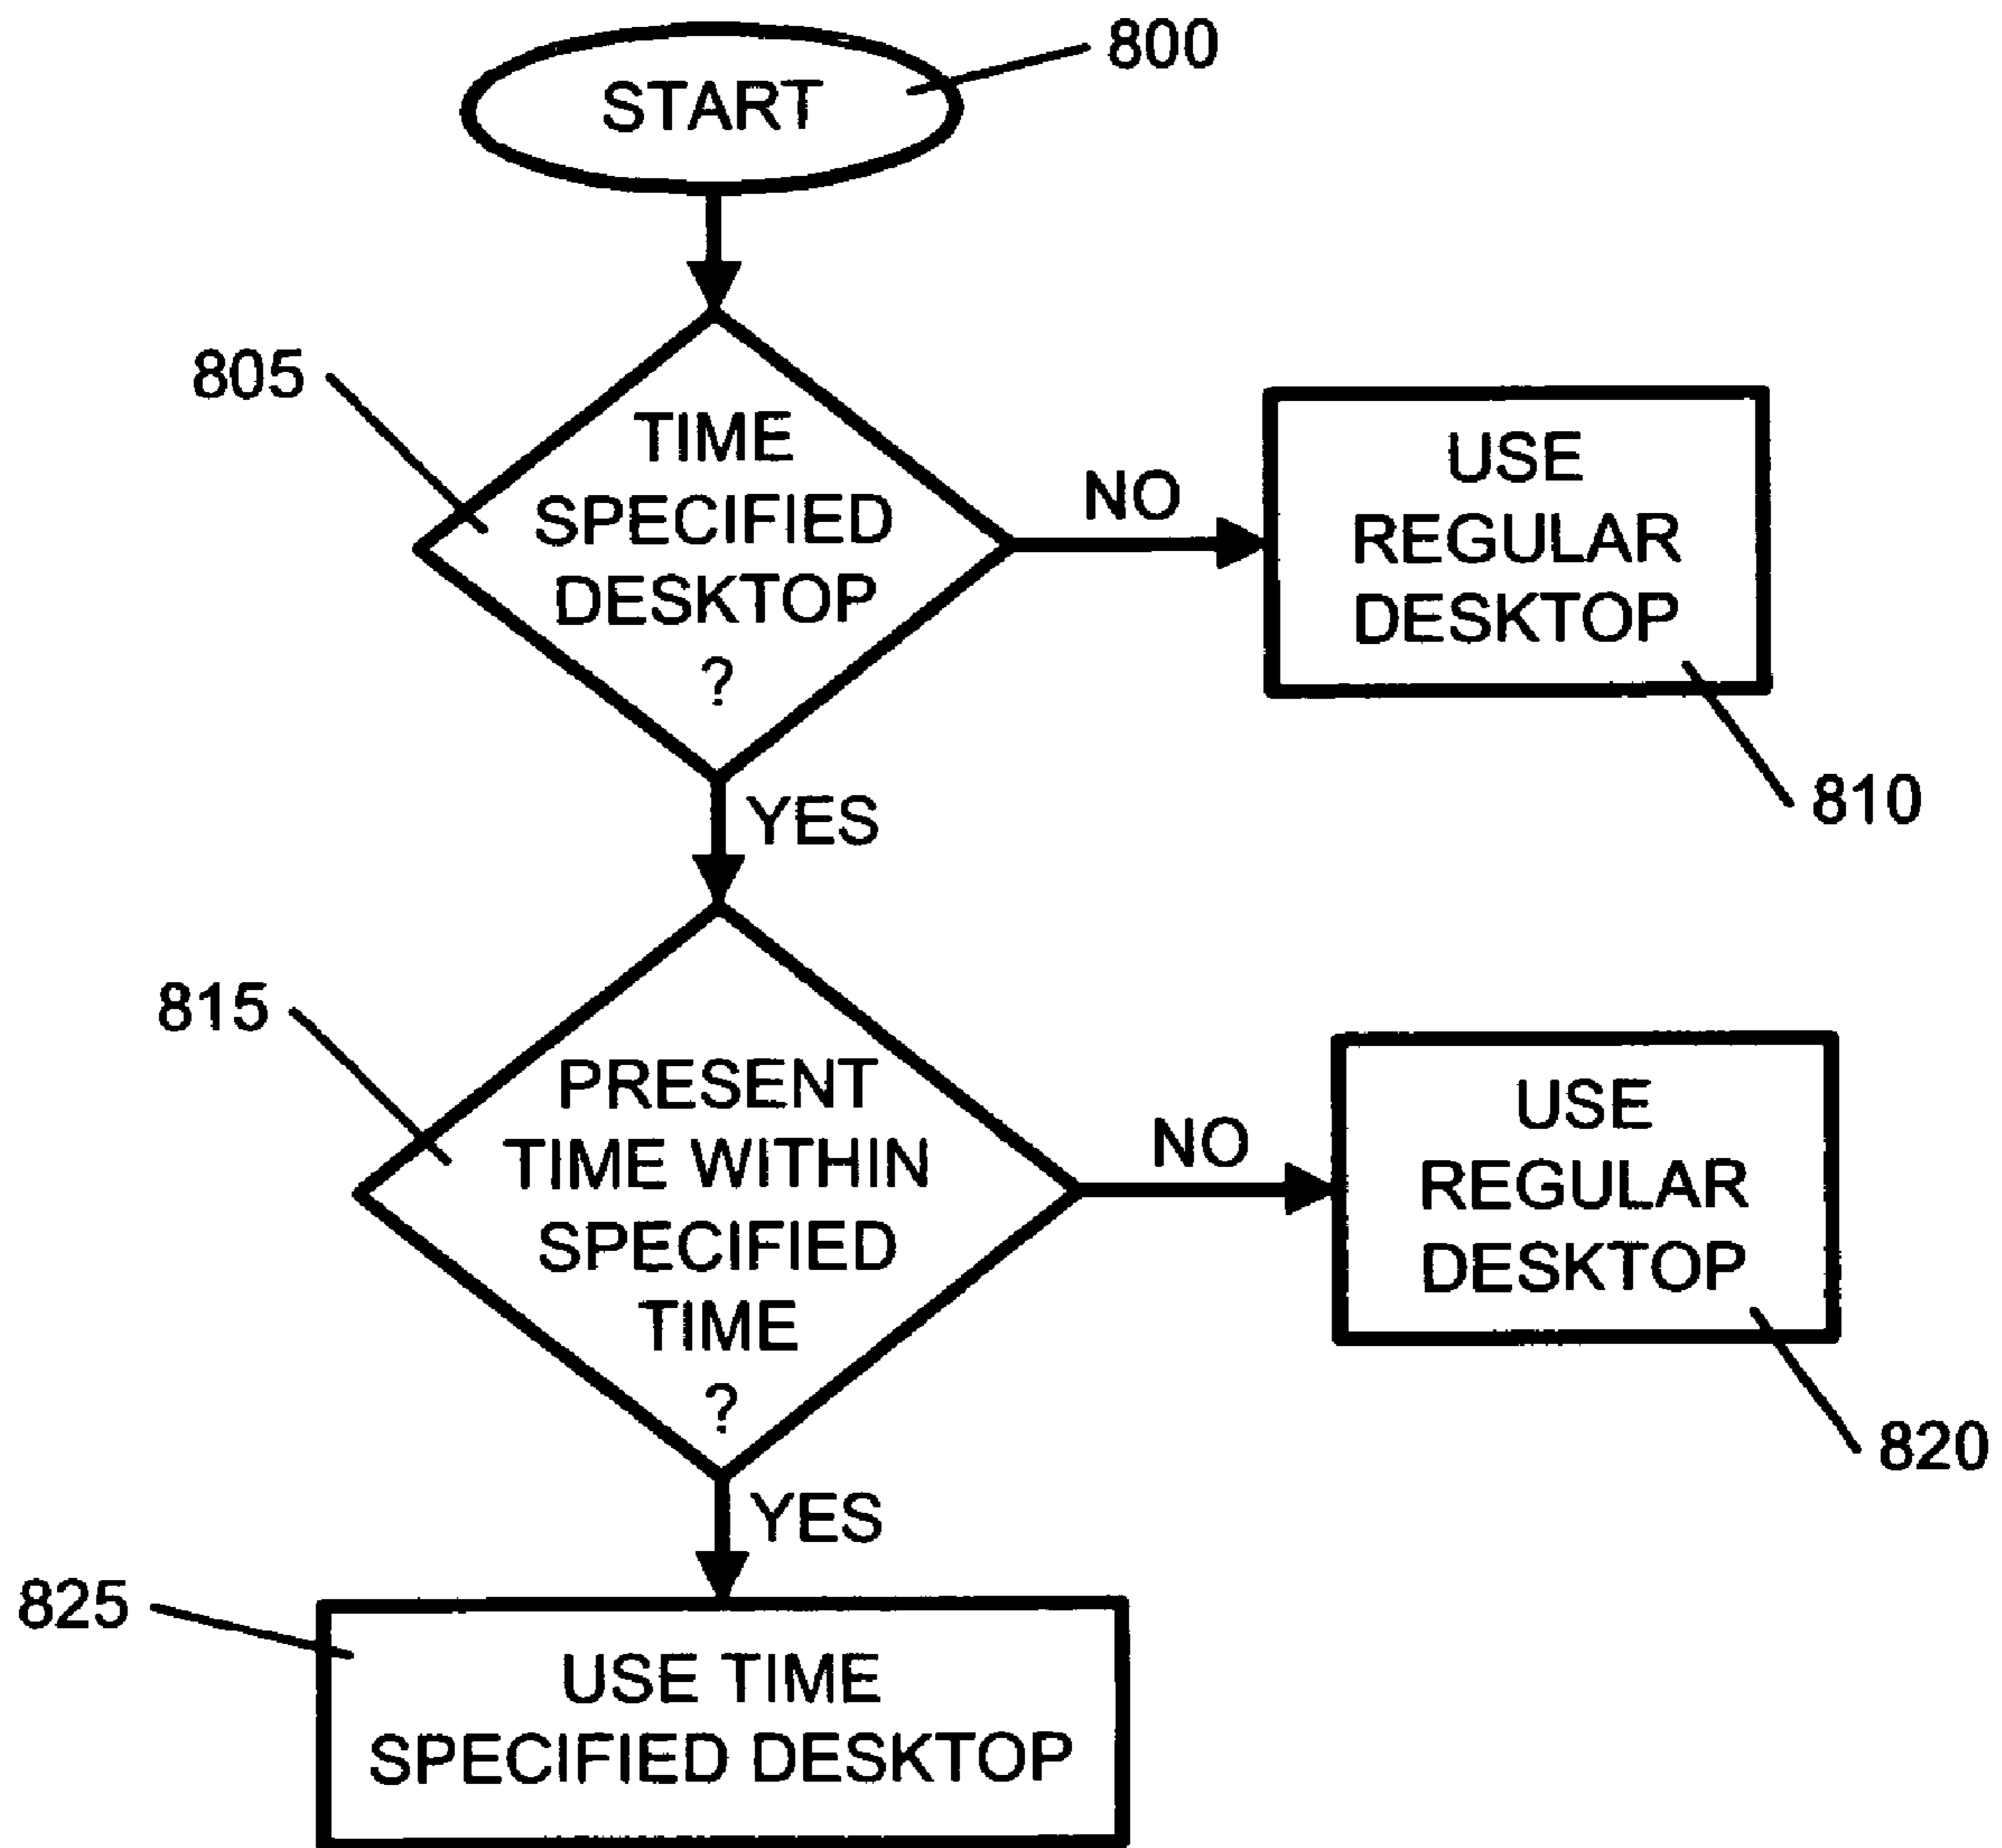 START
800
805
TIME
SPECIFIED
DESKTOP
?
NO
USE
REGULAR
DESKTOP
810
YES
815
PRESENT
TIME WITHIN
SPECIFIED
TIME
?
NO
USE
REGULAR
DESKTOP
820
YES
825
USE TIME
SPECIFIED DESKTOP